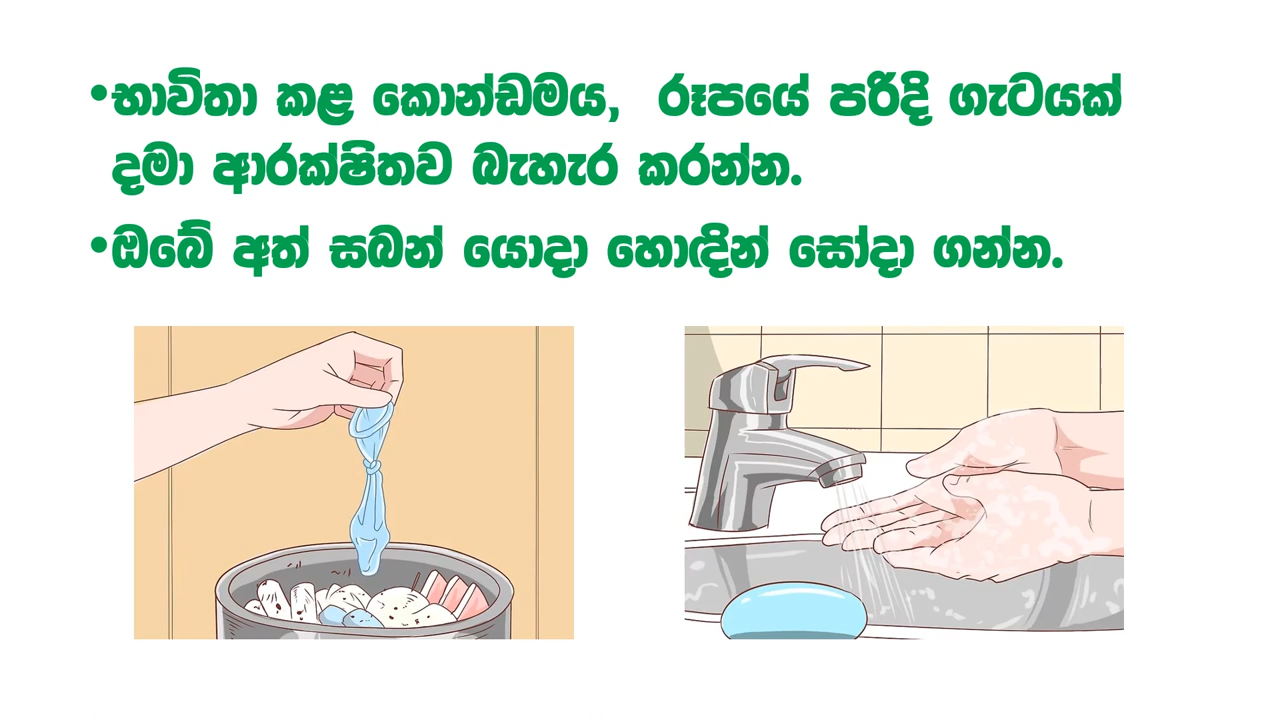 •භාවිතා කළ කොන්ඩමය, රූපයේ පරිදි ගැටයක්
දමා ආරක්ෂිතව බැහැර කරන්න.
•ඔබේ අත් සබන් යොදා හොඳින් සෝදා ගන්න.